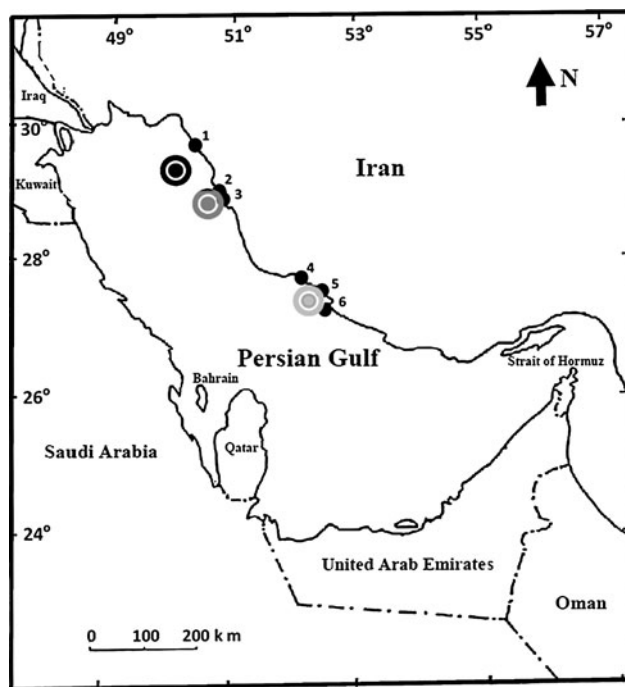 49° 51° 53° 55° 57°
N
Iraq
30° 1
Iran
Kuwait
2
3
28°
4
5
6
Persian Gulf
Strait of Hormuz
Bahrain
26°
Saudi Arabia
Qatar
24°
United Arab Emirates
Oman
0 100 200 k m